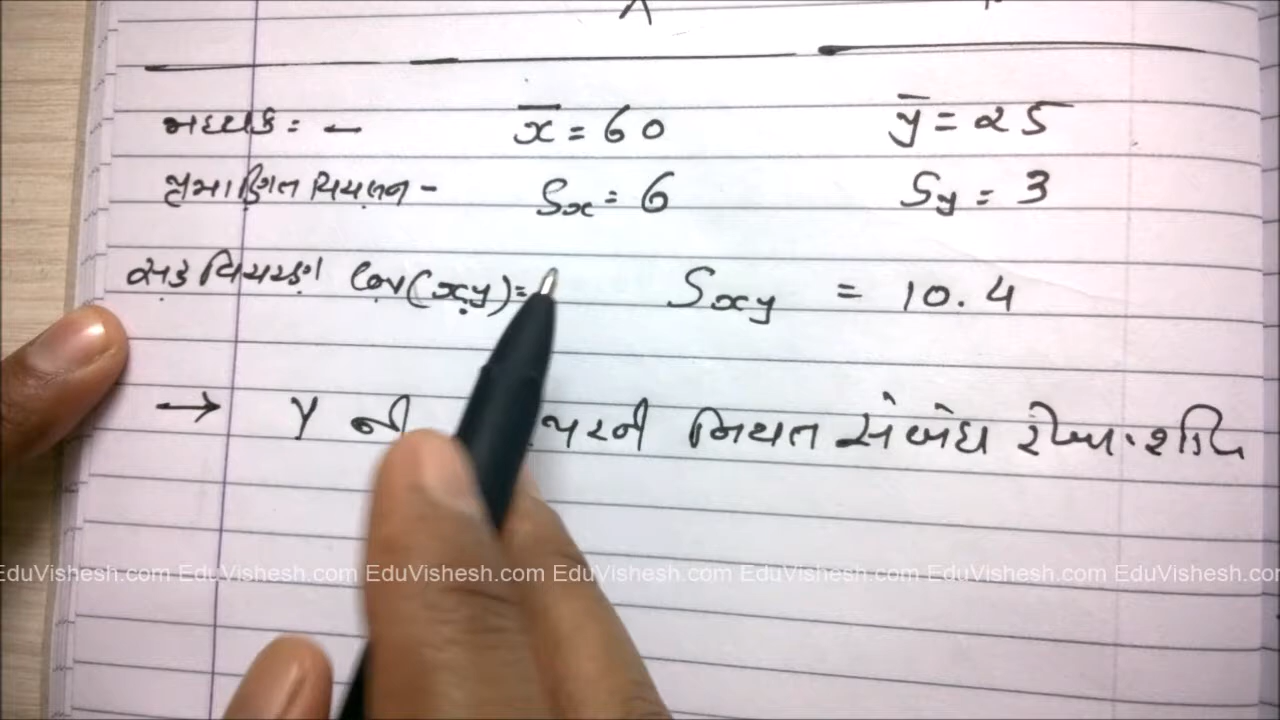 મધ્યક : - x̅ = 60 y̅ = 25
પ્રમાણિત વિચલન - Sx = 6 Sy = 3
સહ વિચરણ Cov(xy) = Sxy = 10.4
→ Y ની પરની નિયત સંબંધ રેખા
EduVishesh.com EduVishesh.com EduVishesh.com EduVishesh.com EduVishesh.com EduVishesh.com EduVishesh.com